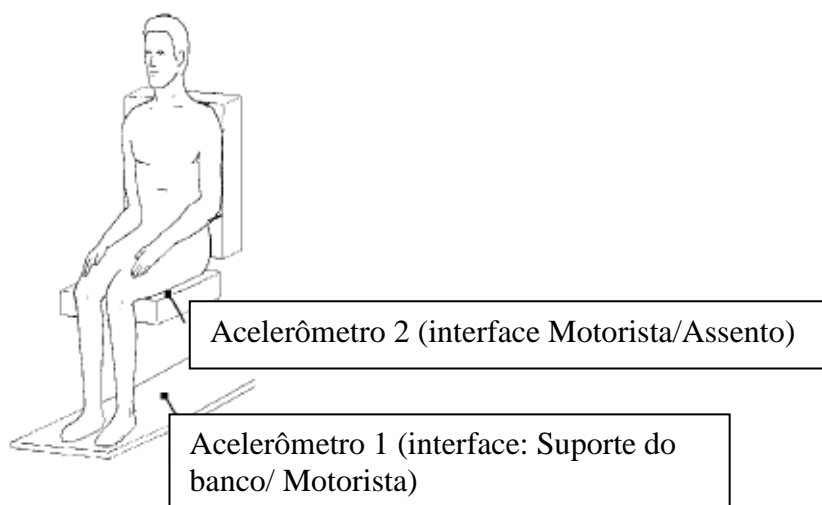 Acelerômetro 2 (interface Motorista/Assento)
Acelerômetro 1 (interface: Suporte do
banco/ Motorista)